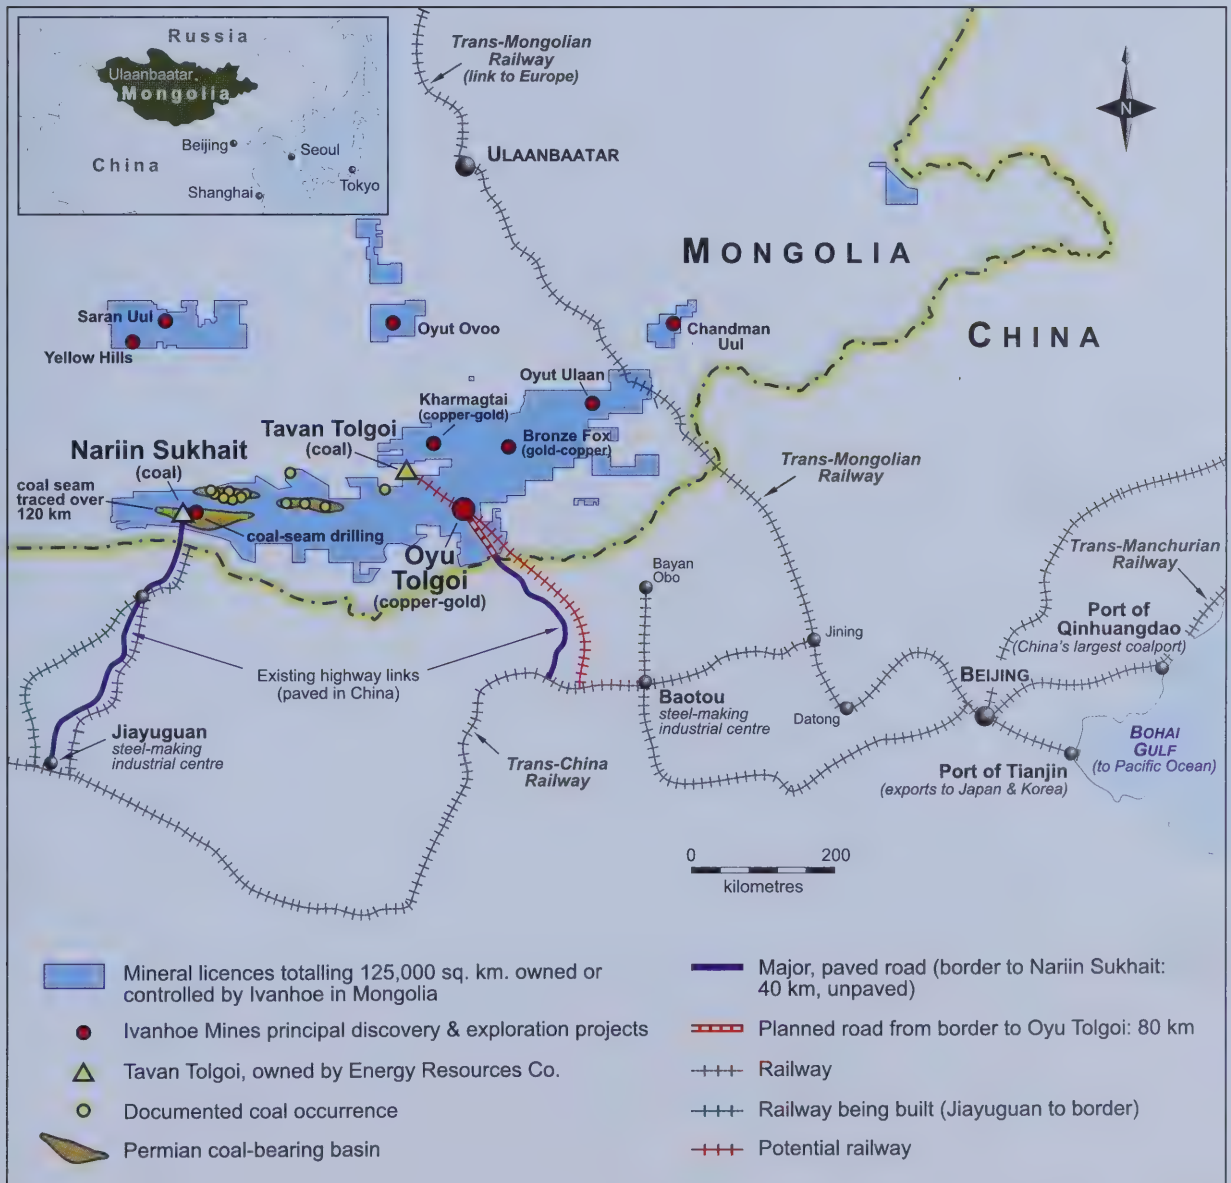 Russia
Ulaanbaatar
Mongolia
Beijing
Seoul
China
Shanghai
Tokyo
Trans-Mongolian
Railway
(link to Europe)
N
ULAANBAATAR
MONGOLIA
CHINA
Saran Uul
Yellow Hills
Oyut Ovoo
Chandman
Uul
Oyut Ulaan
Kharmagtai
(copper-gold)
Tavan Tolgoi
(coal)
Bronze Fox
(gold-copper)
Nariin Sukhait
(coal)
coal seam
traced over
120 km
coal-seam drilling
Oyu
Tolgoi
(copper-gold)
Trans-Mongolian
Railway
Bayan
Obo
Trans-Manchurian
Railway
Port of
Qinhuangdao
(China's largest coalport)
Jining
Existing highway links
(paved in China)
BEIJING
Baotou
steel-making
industrial centre
Datong
Jiayuguan
steel-making
industrial centre
Trans-China
Railway
BOHAI
GULF
(to Pacific Ocean)
Port of Tianjin
(exports to Japan & Korea)
0 200
kilometres
Mineral licences totalling 125,000 sq. km. owned or
controlled by Ivanhoe in Mongolia
Ivanhoe Mines principal discovery & exploration projects
Tavan Tolgoi, owned by Energy Resources Co.
Documented coal occurrence
Permian coal-bearing basin
Major, paved road (border to Nariin Sukhait:
40 km, unpaved)
Planned road from border to Oyu Tolgoi: 80 km
Railway
Railway being built (Jiayuguan to border)
Potential railway